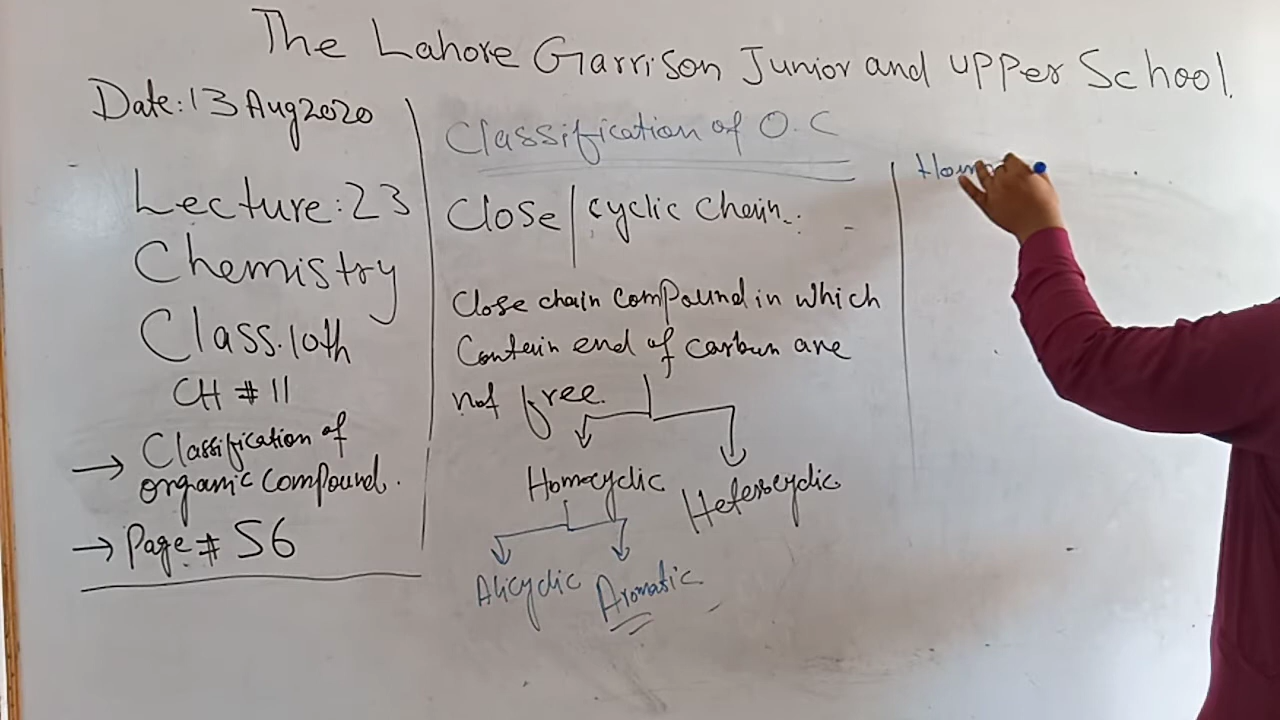 The Lahore Garrison Junior and upper School.
Date: 13 Aug 2020
Lecture: 23
Chemistry
Class. 10th
CH # 11
→ Classification of
organic compound.
→ Page # 56
Classification of O.C
Close | cyclic Chain.
Close chain compound in which
Contain end of carbun are
not free.
Homocyclic
Heterocyclic
Alicyclic
Aromatic